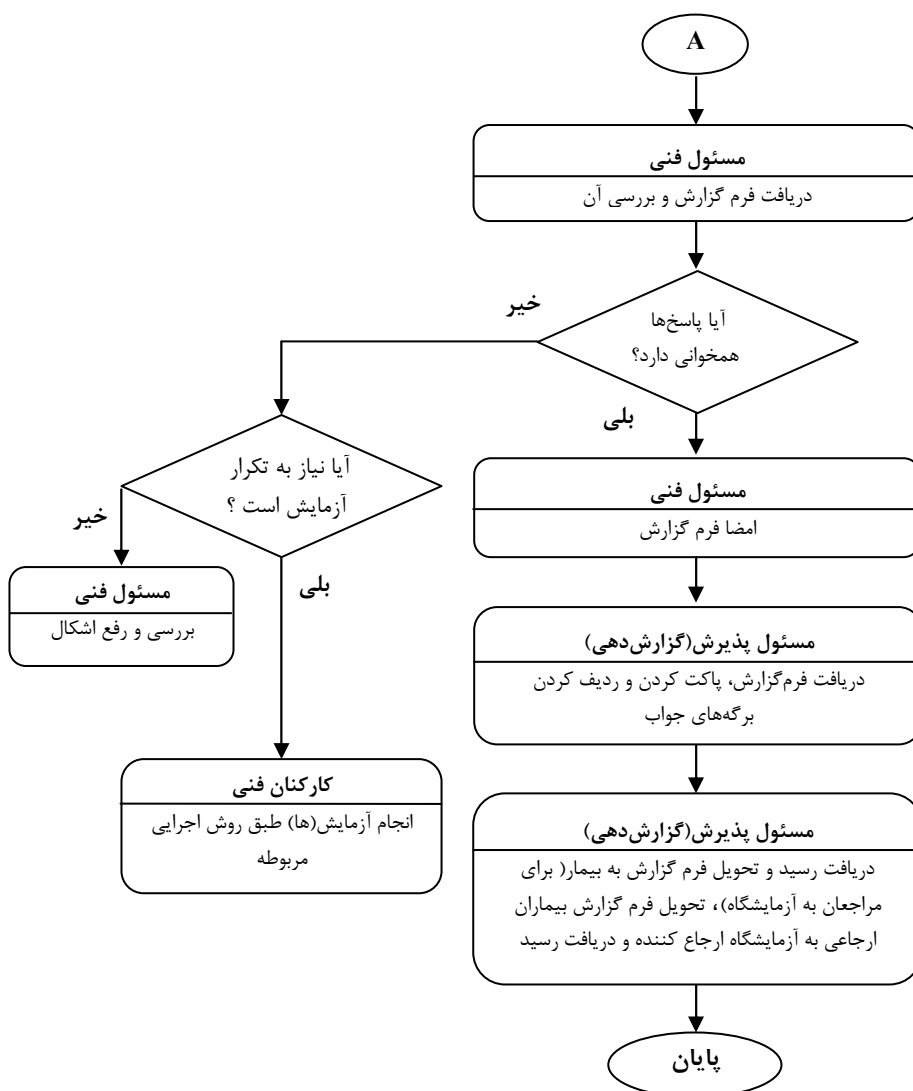 A
مسئول فنی
دریافت فرم گزارش و بررسی آن
آیا پاسخ‌ها
همخوانی دارد؟
خیر
بلی
آیا نیاز به تکرار
آزمایش است ؟
خیر
بلی
مسئول فنی
بررسی و رفع اشکال
کارکنان فنی
انجام آزمایش(ها) طبق روش اجرایی
مربوطه
مسئول فنی
امضا فرم گزارش
مسئول پذیرش(گزارش‌دهی)
دریافت فرم‌گزارش، پاکت کردن و ردیف کردن
برگه‌های جواب
مسئول پذیرش(گزارش‌دهی)
دریافت رسید و تحویل فرم گزارش به بیمار( برای
مراجعان به آزمایشگاه)، تحویل فرم گزارش بیماران
ارجاعی به آزمایشگاه ارجاع کننده و دریافت رسید
پایان